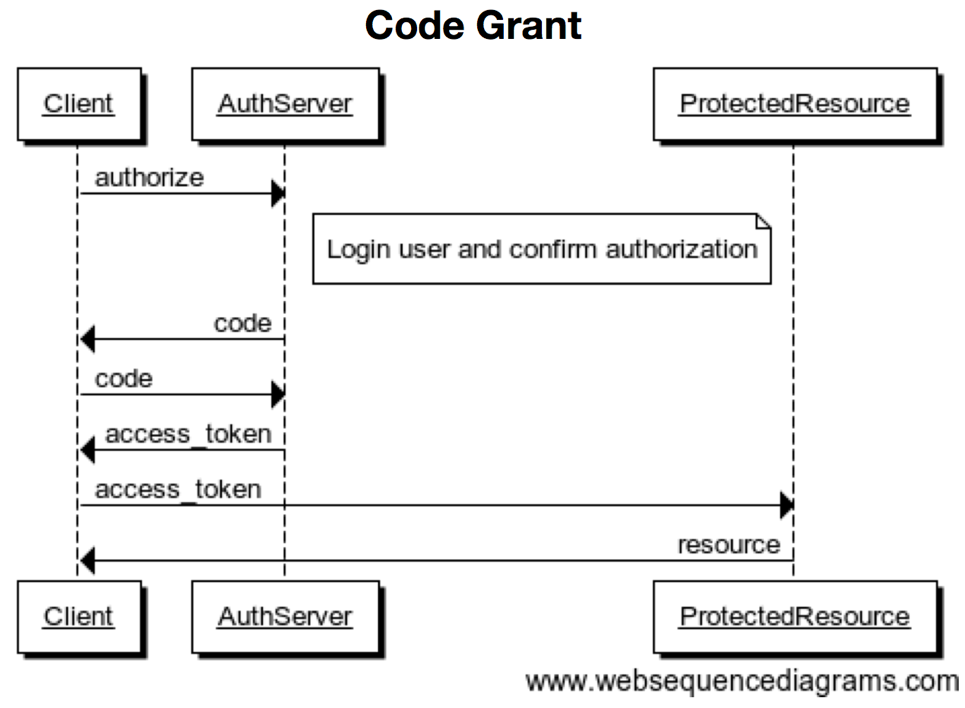 Code Grant
Client
AuthServer
ProtectedResource
authorize
Login user and confirm authorization
code
code
access_token
access_token
resource
Client
AuthServer
ProtectedResource
www.websequencediagrams.com